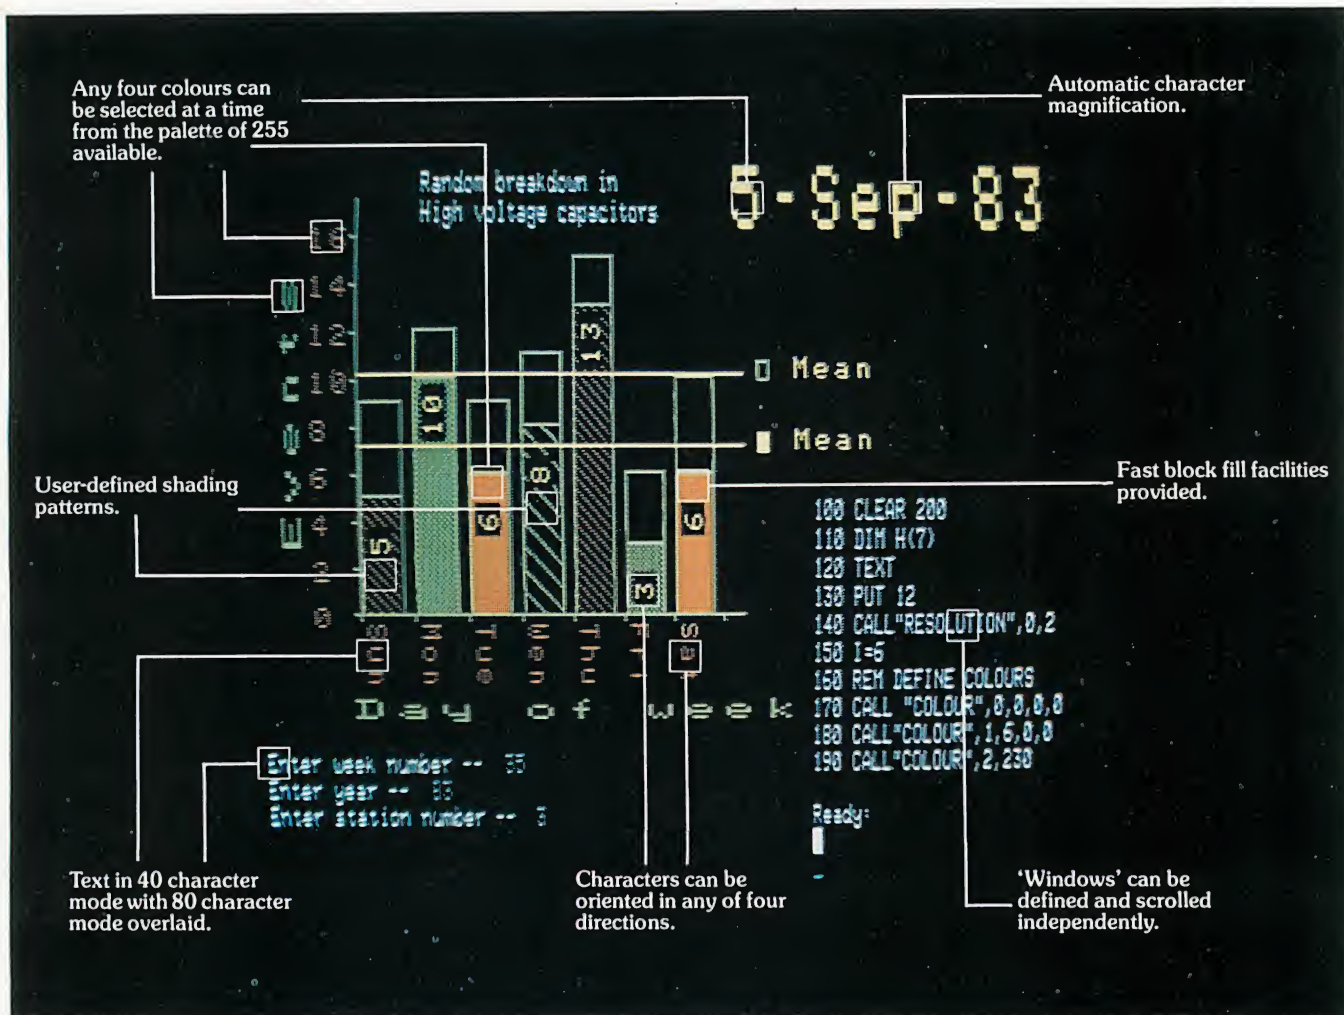 Any four colours can
be selected at a time
from the palette of 255
available.
Automatic character
magnification.
Random breakdown in
High voltage capacitors
5-Sep-83
Mean
Mean
Events
16
14
12
10
8
6
4
2
0
5
10
6
8
13
3
6
User-defined shading
patterns.
Fast block fill facilities
provided.
Sun
Mon
Tue
Thu
Fri
Sat
Day of week
100 CLEAR 200
110 DIM H(7)
120 TEXT
130 PUT 12
140 CALL"RESOLUTION",0,2
150 I=6
160 REM DEFINE COLOURS
170 CALL "COLOUR",0,0,0,0
180 CALL"COLOUR",1,6,0,0
190 CALL"COLOUR",2,230
Ready:
Enter week number -- 35
Enter year -- 83
Enter station number -- 3
Text in 40 character
mode with 80 character
mode overlaid.
Characters can be
oriented in any of four
directions.
‘Windows’ can be
defined and scrolled
independently.